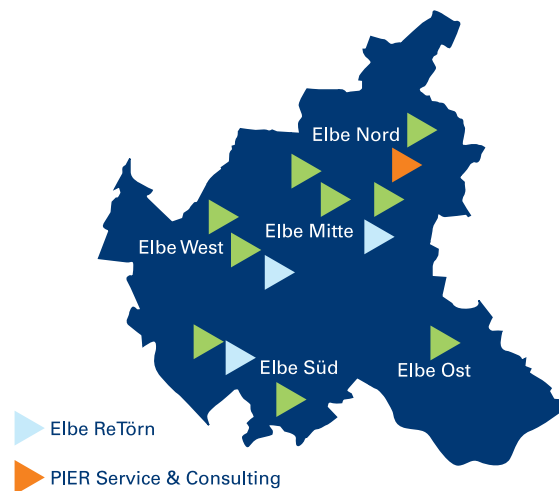 Elbe Nord
Elbe Mitte
Elbe West
Elbe Süd
Elbe Ost
Elbe ReTörn
PIER Service & Consulting